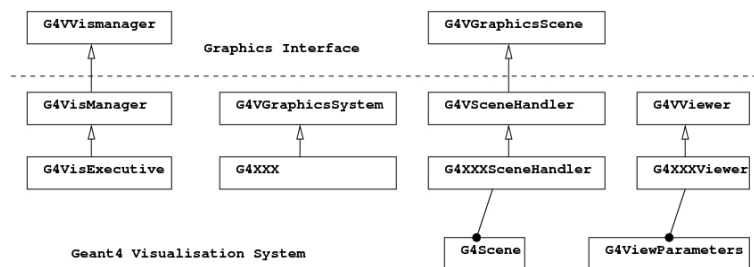 G4VVismanager
G4VGraphicsScene
Graphics Interface
G4VisManager
G4VGraphicsSystem
G4VSceneHandler
G4VViewer
G4VisExecutive
G4XXX
G4XXXSceneHandler
G4XXXViewer
Geant4 Visualisation System
G4Scene
G4ViewParameters